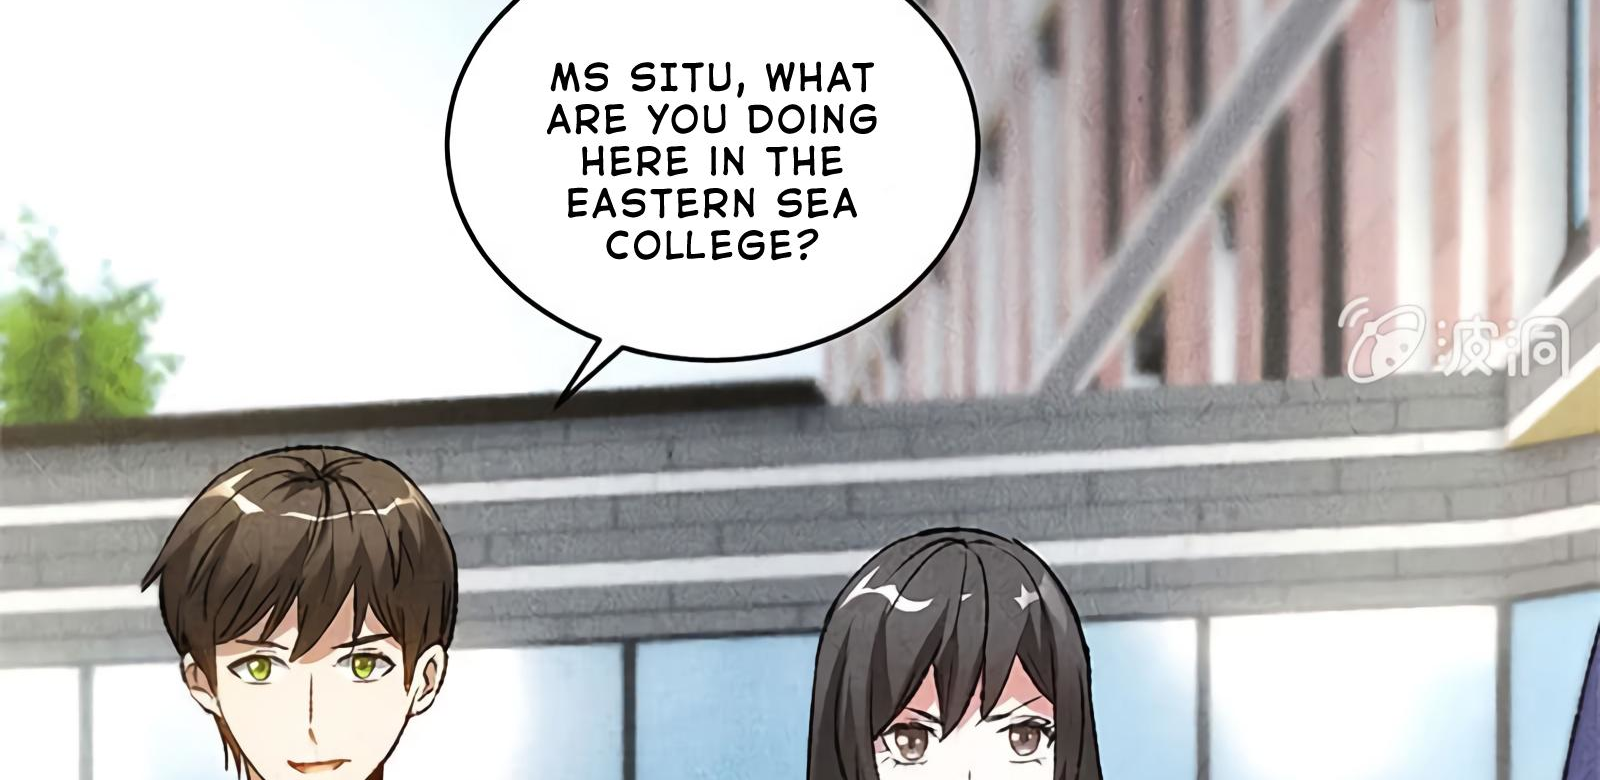 MS SITU, WHAT
ARE YOU DOING
HERE IN THE
EASTERN SEA
COLLEGE?
波洞